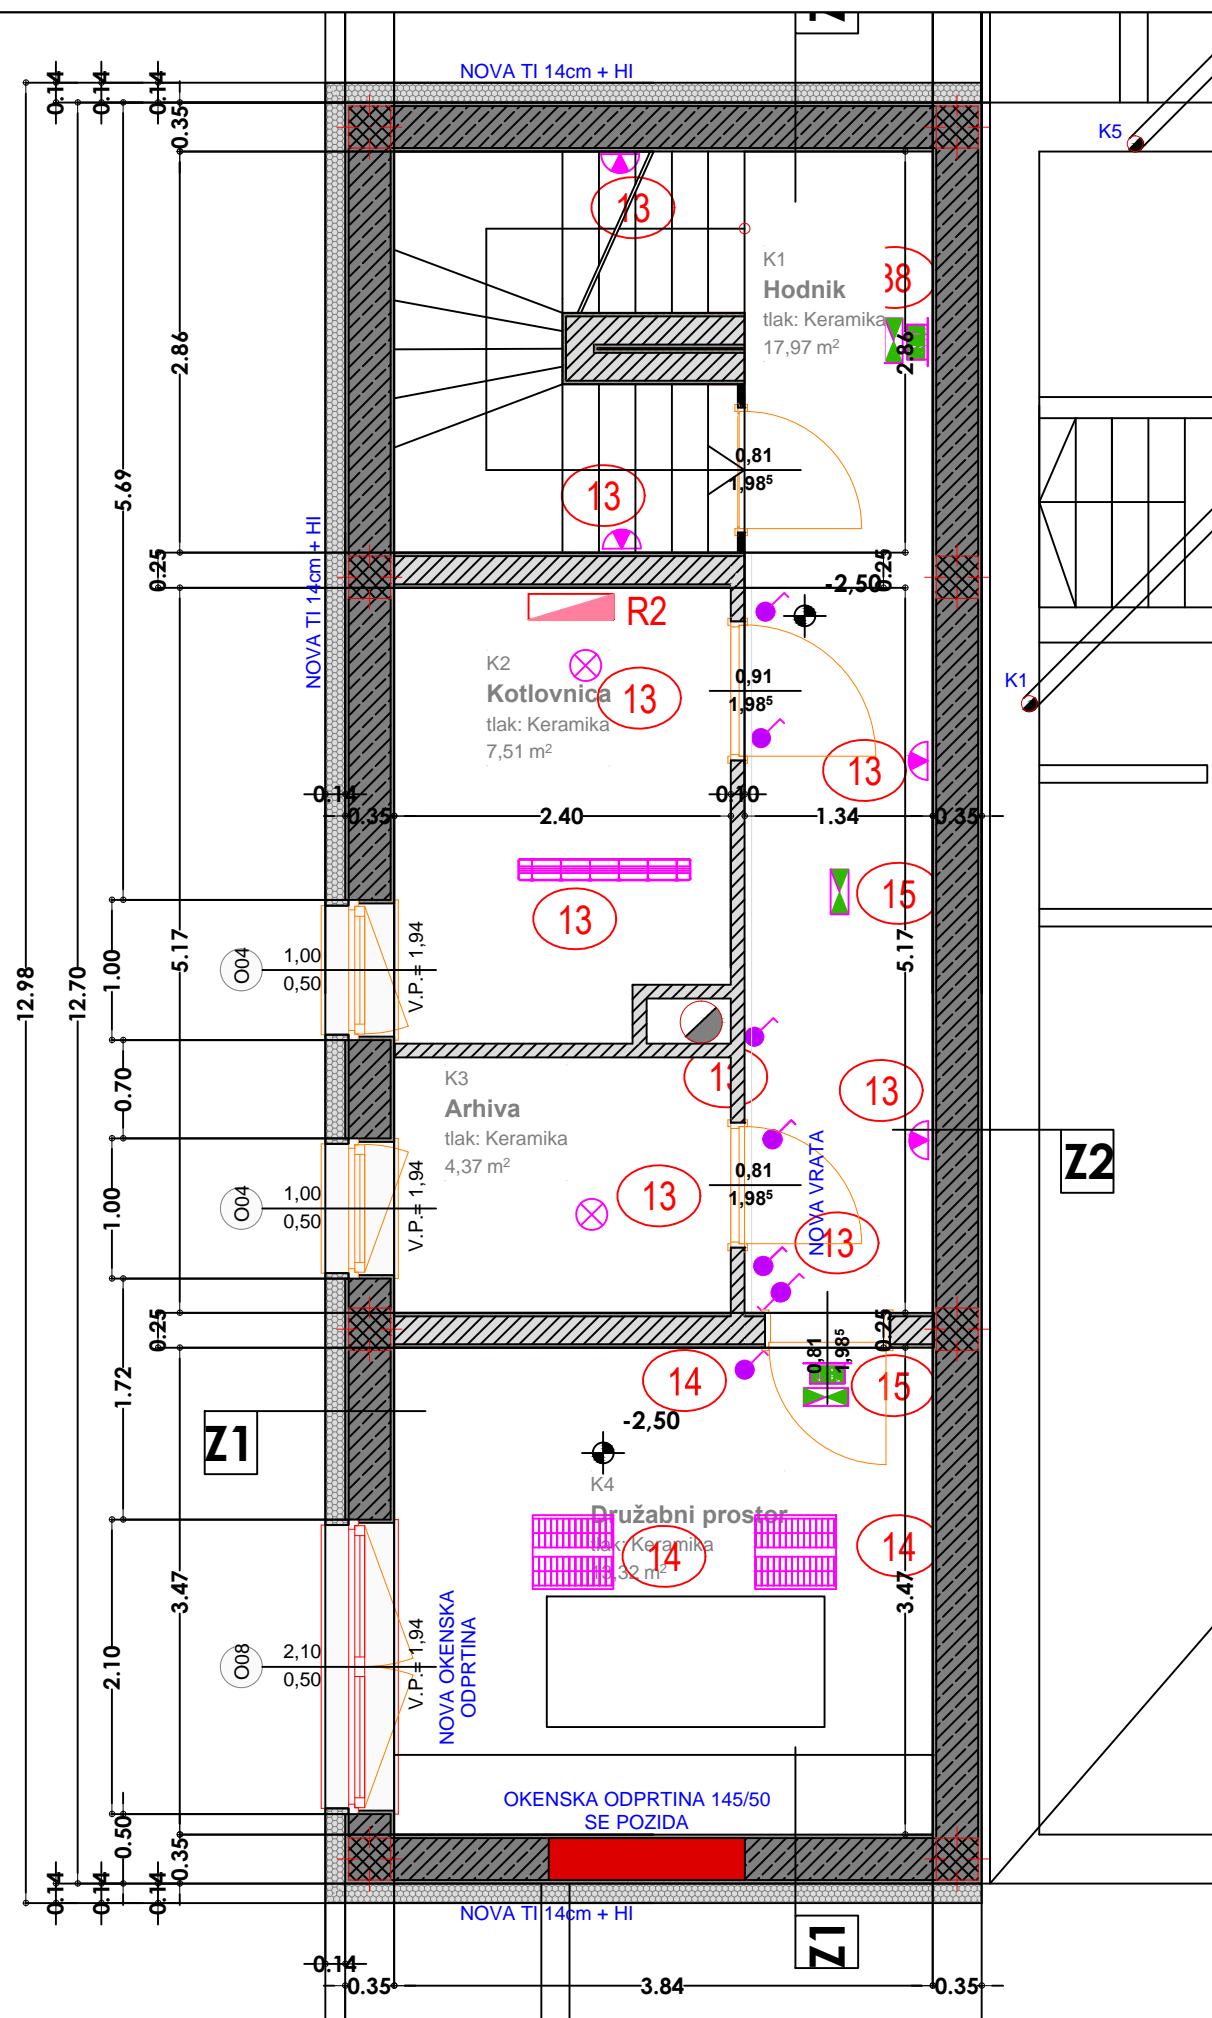 NOVA TI 14cm + HI
0.14
0.14
0.14
0.35
K5
13
K1
Hodnik
tlak: Keramika
17,97 m²
2.86
2.86
0,81
1,98⁵
13
5.69
NOVA TI 14cm + HI
0.25
0.25
-2,50
R2
K2
Kotlovnica
tlak: Keramika
7,51 m²
13
0,91
1,98⁵
K1
13
0.14
0.35
2.40
0.10
1.34
0.35
13
15
12.98
12.70
1.00
5.17
5.17
O04
1,00
0,50
V.P.= 1,94
0.70
K3
Arhiva
tlak: Keramika
4,37 m²
13
13
Z2
1.00
O04
1,00
0,50
V.P.= 1,94
13
0,81
1,98⁵
NOVA VRATA
13
0.25
0.25
0,81
1,98⁵
1.72
14
15
-2,50
Z1
K4
Družabni prostor
tlak: Keramika
13,32 m²
14
14
3.47
3.47
2.10
O08
2,10
0,50
V.P.= 1,94
NOVA OKENSKA
ODPRTINA
OKENSKA ODPRTINA 145/50
SE POZIDA
0.50
0.35
0.14
0.14
0.14
NOVA TI 14cm + HI
Z1
0.14
0.35
3.84
0.35